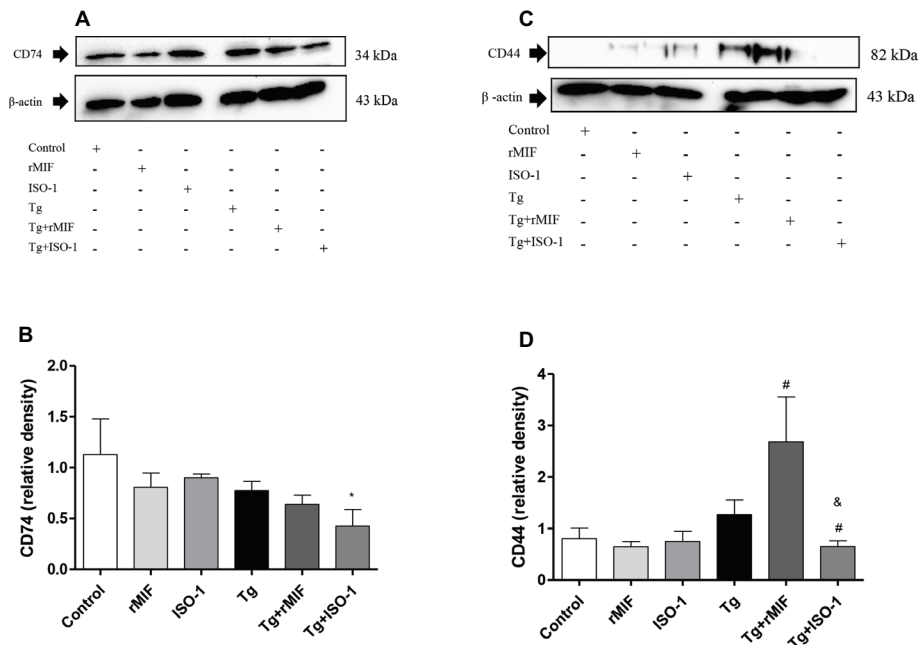 A
CD74
34 kDa
β-actin
43 kDa
Control + - - - - -
rMIF - + - - - -
ISO-1 - - + - - -
Tg - - - + - -
Tg+rMIF - - - - + -
Tg+ISO-1 - - - - - +
C
CD44
82 kDa
β -actin
43 kDa
Control + - - - - -
rMIF - + - - - -
ISO-1 - - + - - -
Tg - - - + - -
Tg+rMIF - - - - + -
Tg+ISO-1 - - - - - +
B
CD74 (relative density)
2.0
1.5
1.0
0.5
0.0
*
Control rMIF ISO-1 Tg Tg+rMIF Tg+ISO-1
D
CD44 (relative density)
4
3
2
1
0
#
&
#
Control rMIF ISO-1 Tg Tg+rMIF Tg+ISO-1